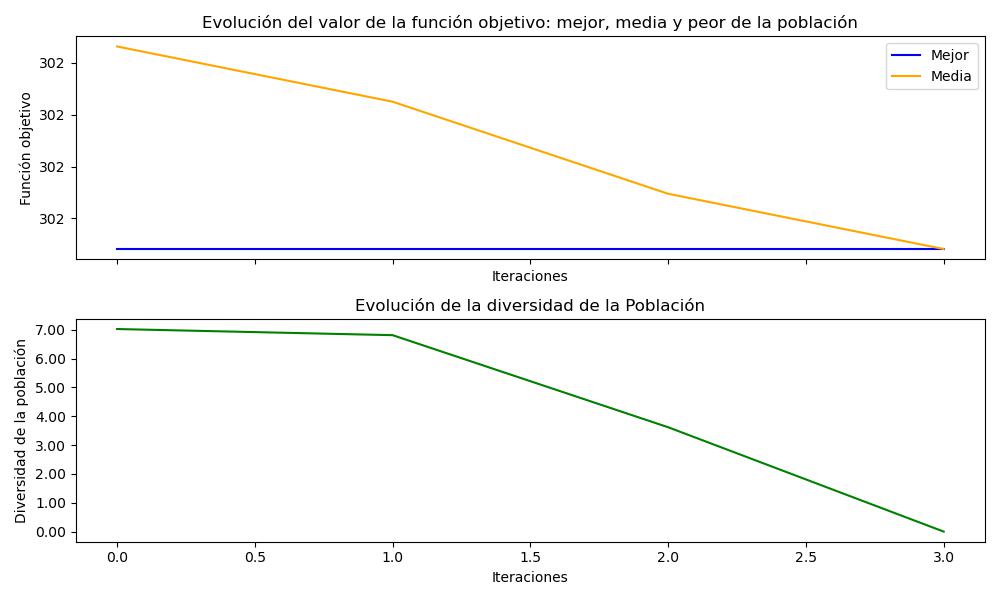 Evolución del valor de la función objetivo: mejor, media y peor de la población
Mejor
Media
302
302
302
302
Función objetivo
Iteraciones
Evolución de la diversidad de la Población
7.00
6.00
5.00
4.00
3.00
2.00
1.00
0.00
Diversidad de la población
0.0 0.5 1.0 1.5 2.0 2.5 3.0
Iteraciones